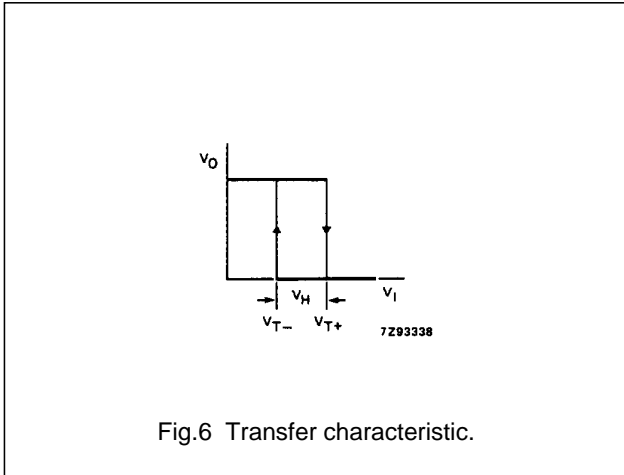 VO
VH
VI
VT−
VT+
7Z93338
Fig.6 Transfer characteristic.